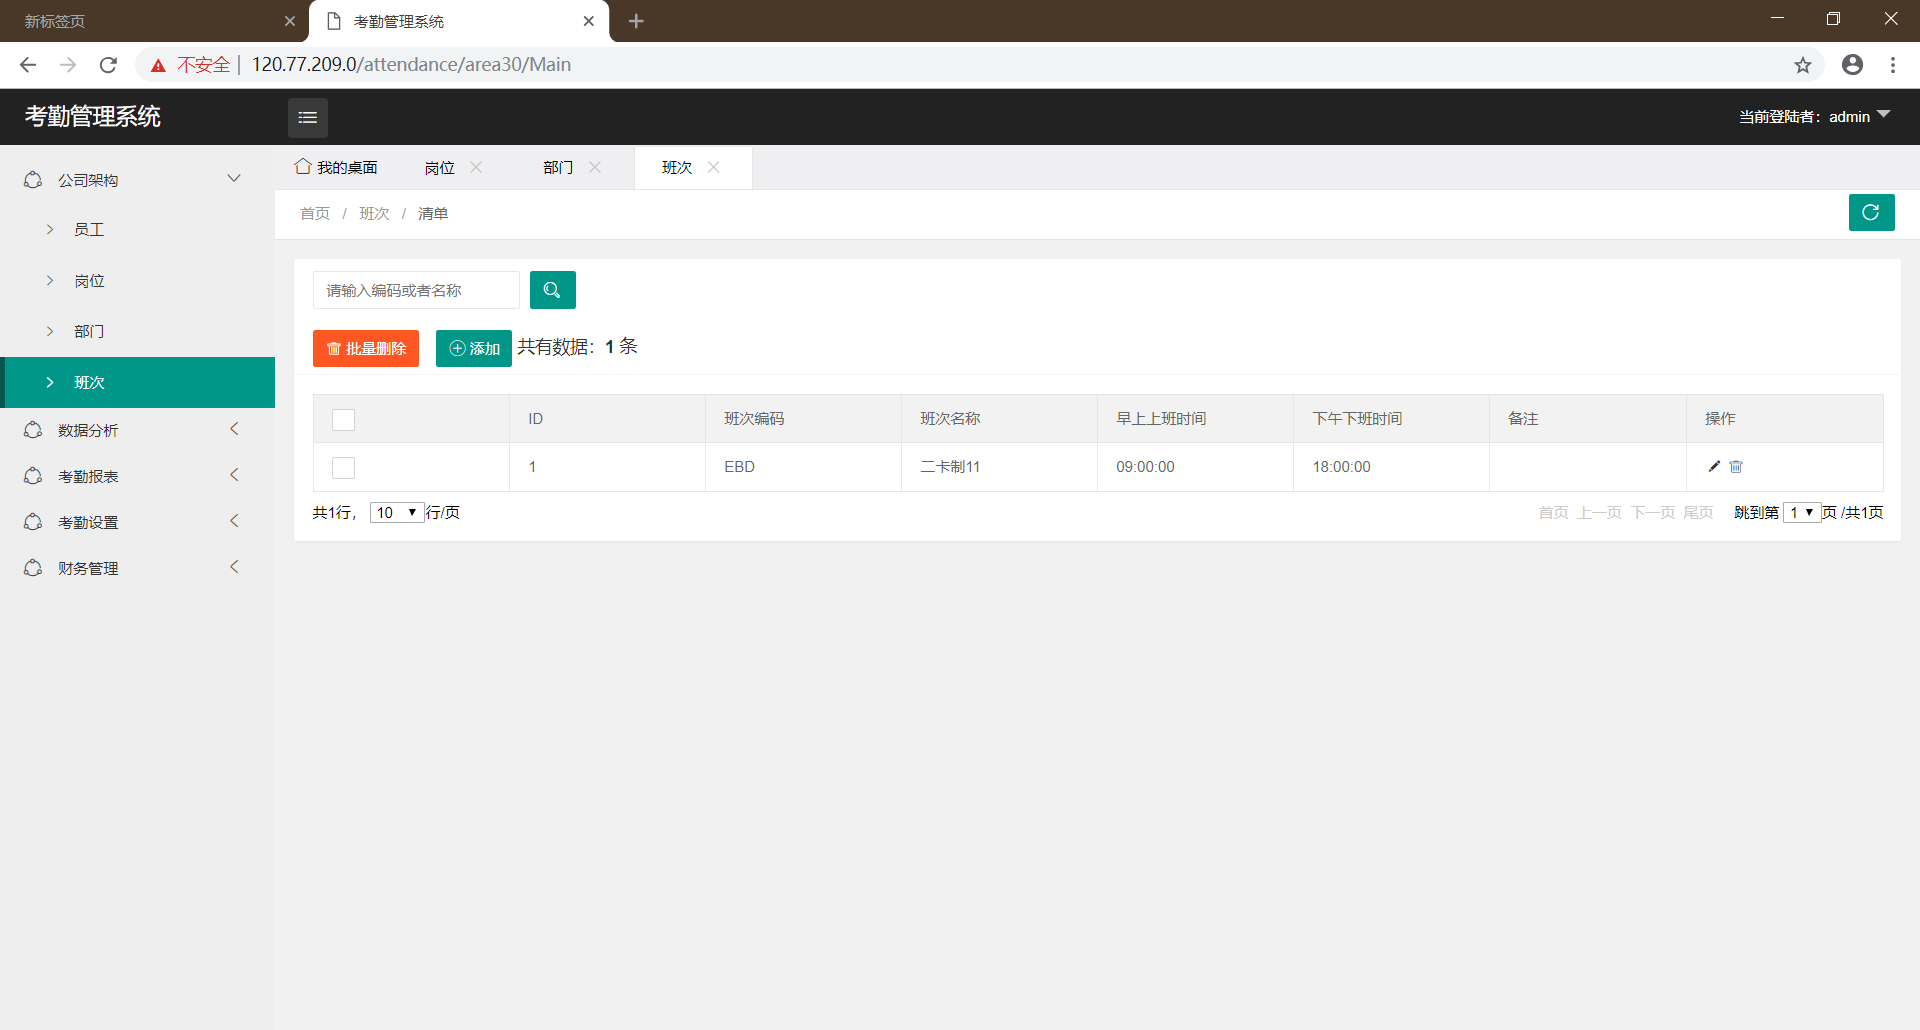 新标签页
考勤管理系统
不安全 | 120.77.209.0/attendance/area30/Main
考勤管理系统
当前登陆者：admin
公司架构
员工
岗位
部门
班次
数据分析
考勤报表
考勤设置
财务管理
我的桌面 岗位 部门 班次
首页 / 班次 / 清单
请输入编码或者名称
批量删除 添加 共有数据：1 条
ID 班次编码 班次名称 早上上班时间 下午下班时间 备注 操作
1 EBD 二卡制11 09:00:00 18:00:00
共1行， 10 行/页 首页 上一页 下一页 尾页 跳到第 1 页 /共1页